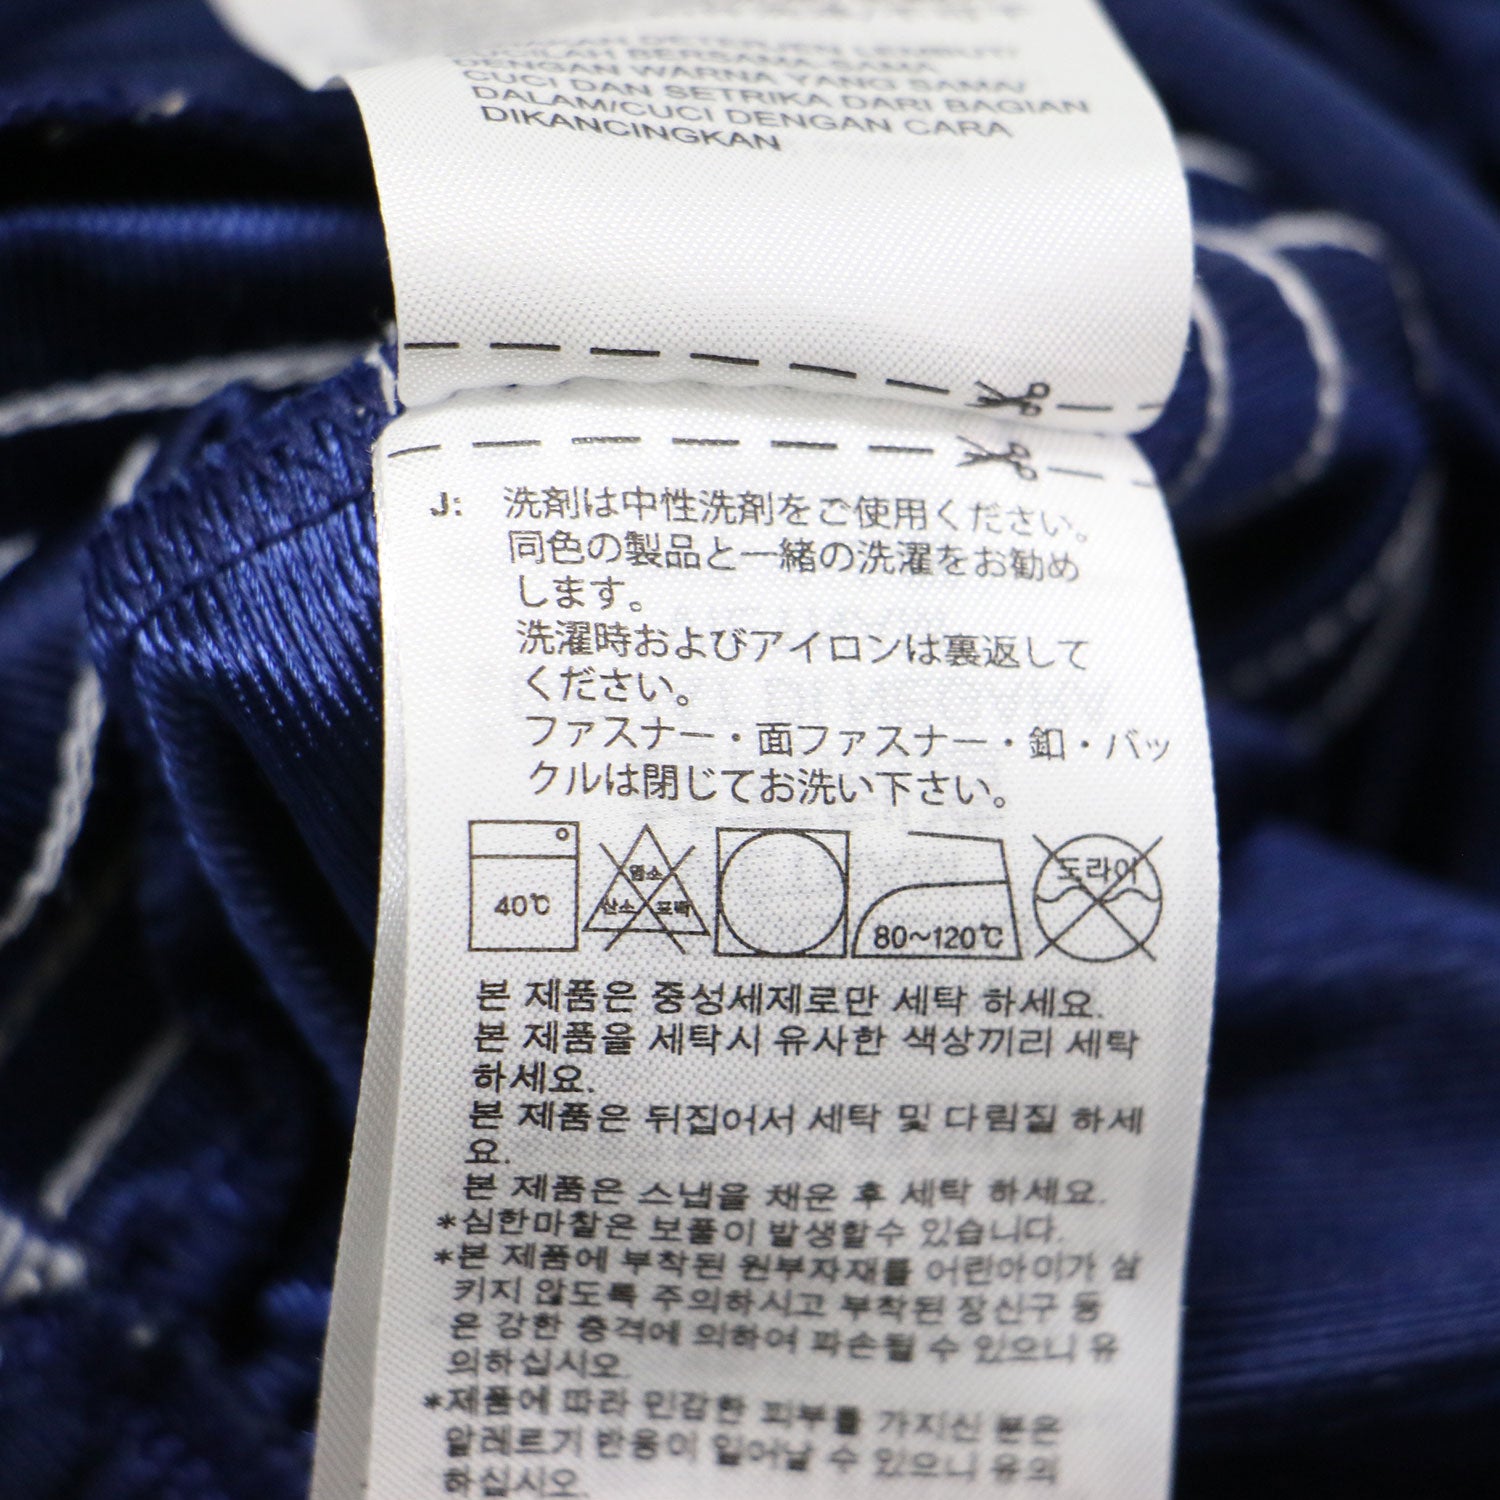 DETERJEN LEMBUT/
CUCILAH BERSAMA-SAMA
DENGAN WARNA YANG SAMA/
CUCI DAN SETRIKA DARI BAGIAN
DALAM/CUCI DENGAN CARA
DIKANCINGKAN
J: 洗剤は中性洗剤をご使用ください。
同色の製品と一緒の洗濯をお勧め
します。
洗濯時およびアイロンは裏返して
ください。
ファスナー・面ファスナー・釦・バッ
クルは閉じてお洗い下さい。
40℃ 염소 산소 표백 80~120℃ 드라이
본 제품은 중성세제로만 세탁 하세요.
본 제품을 세탁시 유사한 색상끼리 세탁
하세요.
본 제품은 뒤집어서 세탁 및 다림질 하세
요.
본 제품은 스냅을 채운 후 세탁 하세요.
*심한마찰은 보풀이 발생할수 있습니다.
*본 제품에 부착된 원부자재를 어린아이가 삼
키지 않도록 주의하시고 부착된 장신구 등
은 강한 충격에 의하여 파손될 수 있으니 유
의하십시오.
*제품에 따라 민감한 피부를 가지신 분은
알레르기 반응이 일어날 수 있으니 유의
하십시오.